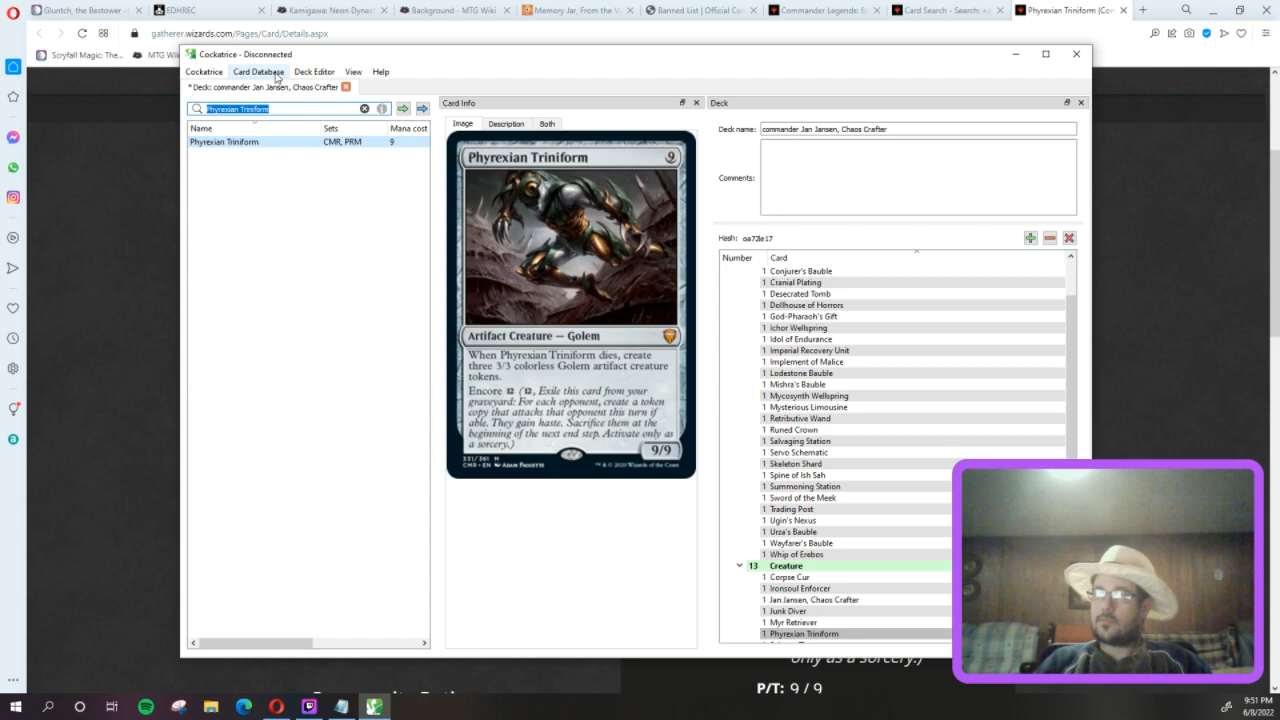 Gluntch, the Bestower
EDHREC
Kamigawa: Neon Dynas
Background - MTG Wiki
Memory Jar, From the V
Banned List | Official Co
Commander Legends: B
Card Search - Search: +
Phyrexian Triniform (Co
gatherer.wizards.com/Pages/Card/Details.aspx
Scryfall Magic: The...
MTG Wiki
Cockatrice - Disconnected
Cockatrice Card Database Deck Editor View Help
* Deck: commander Jan Jansen, Chaos Crafter
Phyrexian Triniform
Name Sets Mana cost
Phyrexian Triniform CMR, PRM 9
Card Info
Image Description Both
Phyrexian Triniform 9
Artifact Creature — Golem
When Phyrexian Triniform dies, create
three 3/3 colorless Golem artifact creature
tokens.
Encore 12 (12, Exile this card from your
graveyard: For each opponent, create a token
copy that attacks that opponent this turn if
able. They gain haste. Sacrifice them at the
beginning of the next end step. Activate only as
a sorcery.)
9/9
331/361 M
CMR • EN ADAM PAQUETTE
™ & © 2020 Wizards of the Coast
Deck
Deck name: commander Jan Jansen, Chaos Crafter
Comments:
Hash: oa72le17
Number Card
1 Conjurer's Bauble
1 Cranial Plating
1 Desecrated Tomb
1 Dollhouse of Horrors
1 God-Pharaoh's Gift
1 Ichor Wellspring
1 Idol of Endurance
1 Imperial Recovery Unit
1 Implement of Malice
1 Lodestone Bauble
1 Mishra's Bauble
1 Mycosynth Wellspring
1 Mysterious Limousine
1 Retributive Wand
1 Runed Crown
1 Salvaging Station
1 Servo Schematic
1 Skeleton Shard
1 Spine of Ish Sah
1 Summoning Station
1 Sword of the Meek
1 Trading Post
1 Ugin's Nexus
1 Urza's Bauble
1 Wayfarer's Bauble
1 Whip of Erebos
13 Creature
1 Corpse Cur
1 Ironsoul Enforcer
1 Jan Jansen, Chaos Crafter
1 Junk Diver
1 Myr Retriever
1 Phyrexian Triniform
only as a sorcery.)
P/T: 9 / 9
9:51 PM
6/8/2022